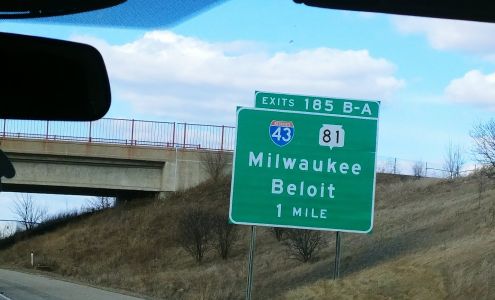 EXITS 185 B-A
43 81
Milwaukee
Beloit
1 MILE